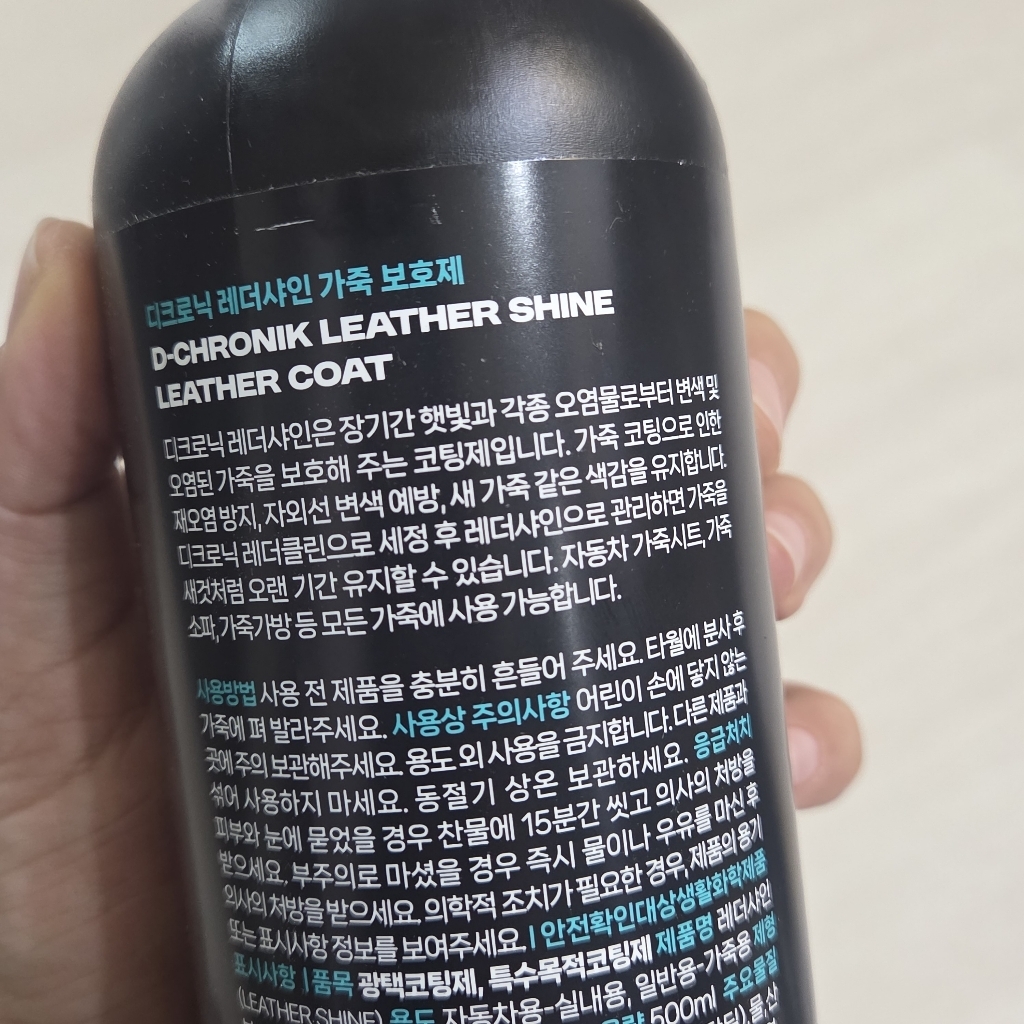 디크로닉 레더샤인 가죽 보호제
D-CHRONIK LEATHER SHINE
LEATHER COAT
디크로닉 레더샤인은 장기간 햇빛과 각종 오염물로부터 변색 및
오염된 가죽을 보호해 주는 코팅제입니다. 가죽 코팅으로 인한
재오염 방지, 자외선 변색 예방, 새 가죽 같은 색감을 유지합니다.
디크로닉 레더클린으로 세정 후 레더샤인으로 관리하면 가죽을
새것처럼 오랜 기간 유지할 수 있습니다. 자동차 가죽시트, 가죽
소파, 가죽가방 등 모든 가죽에 사용 가능합니다.
사용방법 사용 전 제품을 충분히 흔들어 주세요. 타월에 분사 후
가죽에 펴 발라주세요. 사용상 주의사항 어린이 손에 닿지 않는
곳에 주의 보관해주세요. 용도 외 사용을 금지합니다. 다른 제품과
섞어 사용하지 마세요. 동절기 상온 보관하세요. 응급처치
피부와 눈에 묻었을 경우 찬물에 15분간 씻고 의사의 처방을
받으세요. 부주의로 마셨을 경우 즉시 물이나 우유를 마신 후
의사의 처방을 받으세요. 의학적 조치가 필요한 경우, 제품의 용기
또는 표시사항 정보를 보여주세요. | 안전확인대상생활화학제품
표시사항 | 품목 광택코팅제, 특수목적코팅제 제품명 레더샤인
(LEATHER SHINE) 용도 자동차용-실내용, 일반용-가죽용 제형
용량 500ml 주요물질
물, 산